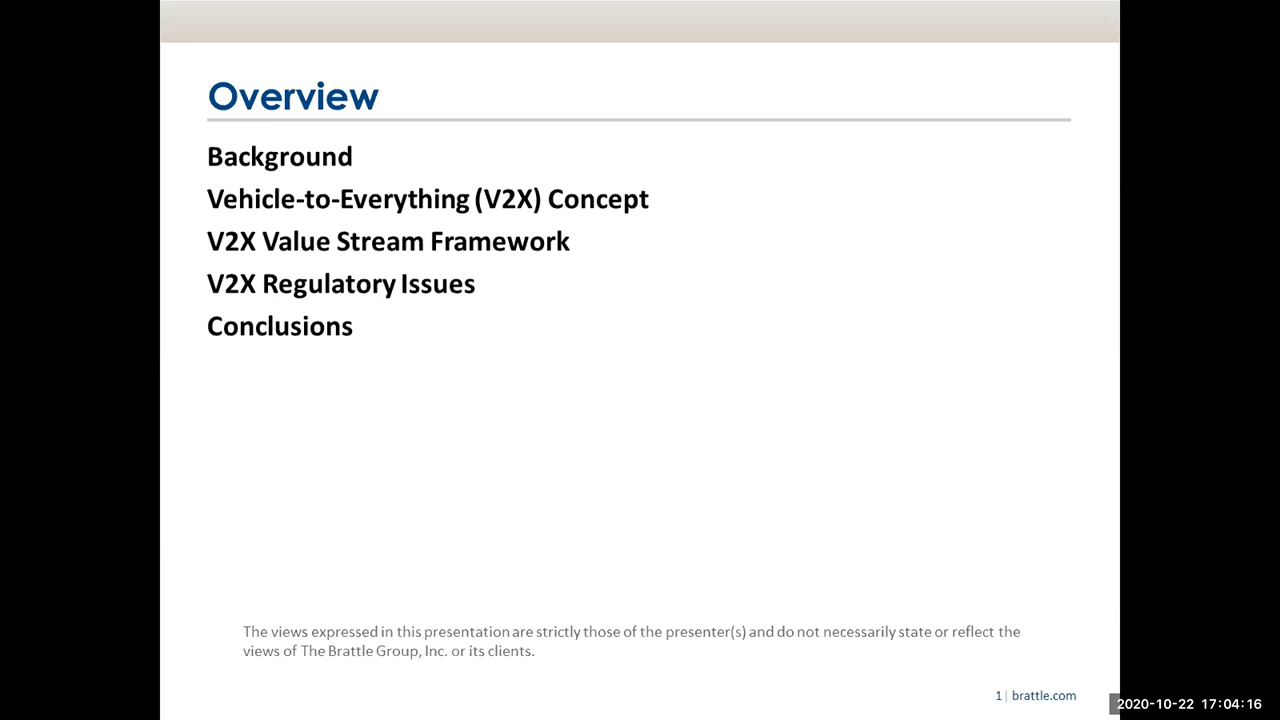 Overview
Background
Vehicle-to-Everything (V2X) Concept
V2X Value Stream Framework
V2X Regulatory Issues
Conclusions
The views expressed in this presentation are strictly those of the presenter(s) and do not necessarily state or reflect the
views of The Brattle Group, Inc. or its clients.
1 | brattle.com
2020-10-22 17:04:16